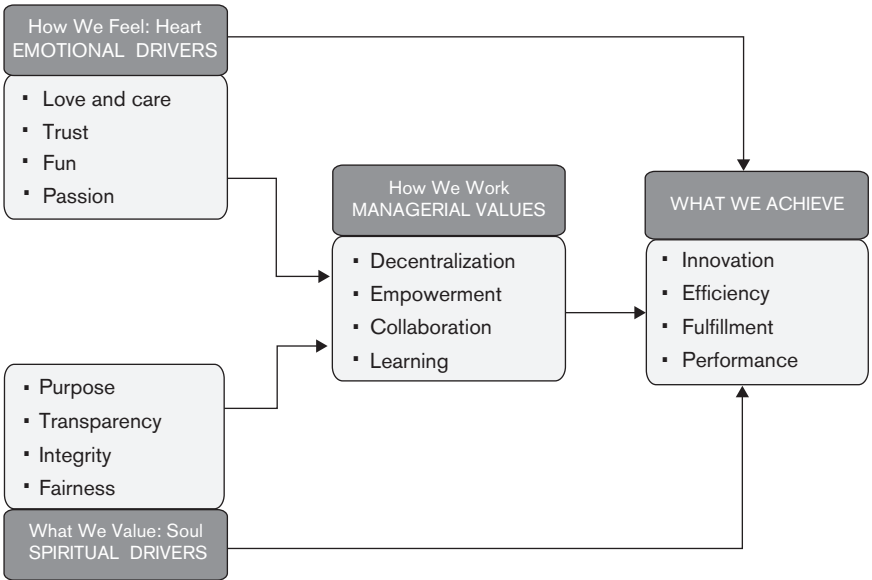 How We Feel: Heart
EMOTIONAL DRIVERS
▪ Love and care
▪ Trust
▪ Fun
▪ Passion
How We Work
MANAGERIAL VALUES
▪ Decentralization
▪ Empowerment
▪ Collaboration
▪ Learning
WHAT WE ACHIEVE
▪ Innovation
▪ Efficiency
▪ Fulfillment
▪ Performance
▪ Purpose
▪ Transparency
▪ Integrity
▪ Fairness
What We Value: Soul
SPIRITUAL DRIVERS